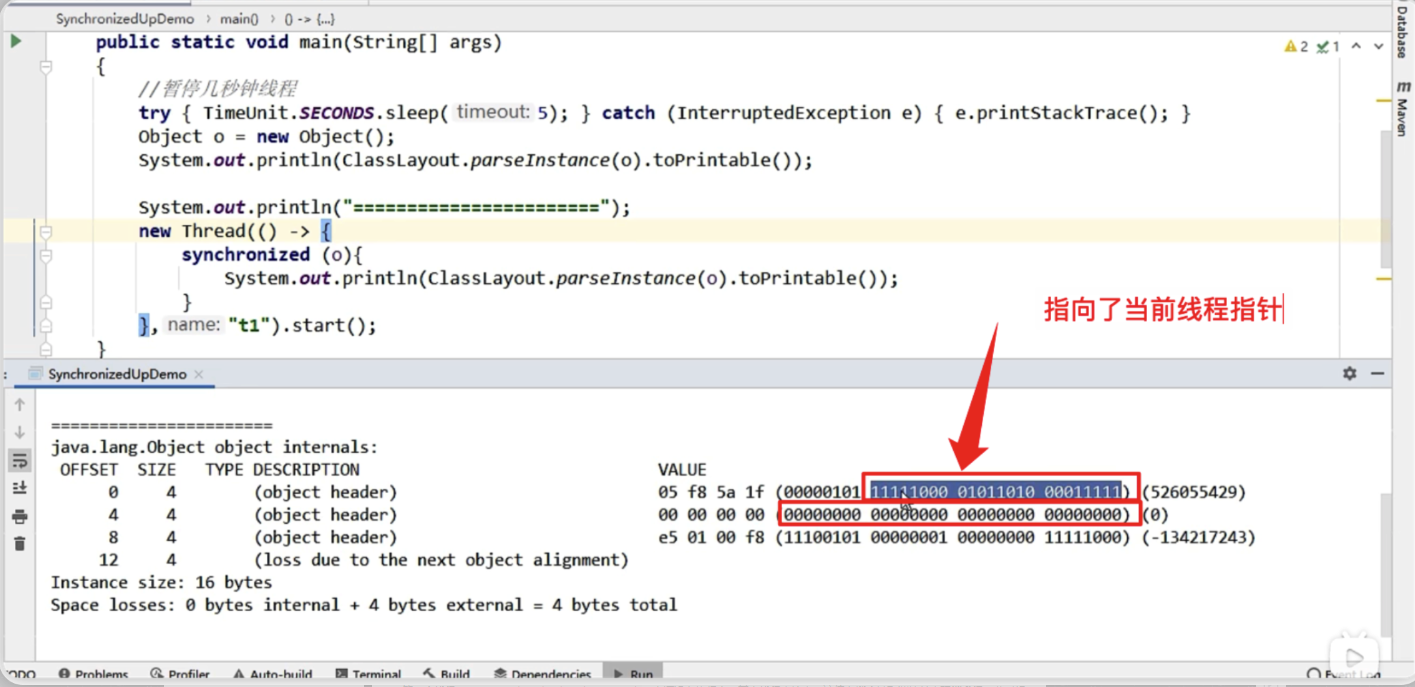 SynchronizedUpDemo › main() › () -> {...}
Database
public static void main(String[] args)
2 1
{
m Maven
//暂停几秒钟线程
try { TimeUnit.SECONDS.sleep( timeout: 5); } catch (InterruptedException e) { e.printStackTrace(); }
Object o = new Object();
System.out.println(ClassLayout.parseInstance(o).toPrintable());
System.out.println("=======================");
new Thread(() -> {
synchronized (o){
System.out.println(ClassLayout.parseInstance(o).toPrintable());
}
指向了当前线程指针
}, name: "t1").start();
}
: SynchronizedUpDemo ×
=======================
java.lang.Object object internals:
OFFSET SIZE TYPE DESCRIPTION VALUE
0 4 (object header) 05 f8 5a 1f (00000101 11111000 01011010 00011111) (526055429)
4 4 (object header) 00 00 00 00 (00000000 00000000 00000000 00000000) (0)
8 4 (object header) e5 01 00 f8 (11100101 00000001 00000000 11111000) (-134217243)
12 4 (loss due to the next object alignment)
Instance size: 16 bytes
Space losses: 0 bytes internal + 4 bytes external = 4 bytes total
Problems Profiler Auto-build Terminal Build Dependencies Run Event Log